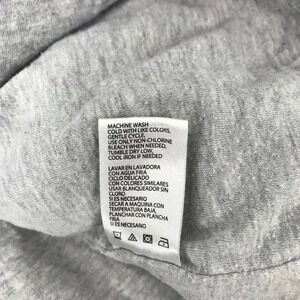 MACHINE WASH
COLD WITH LIKE COLORS,
GENTLE CYCLE,
USE ONLY NON-CHLORINE
BLEACH WHEN NEEDED,
TUMBLE DRY LOW,
COOL IRON IF NEEDED
LAVAR EN LAVADORA
CON AGUA FRIA
CICLO DELICADO
CON COLORES SIMILARES
USAR BLANQUEADOR SIN
CLORO
SI ES NECESARIO
SECAR A MAQUINA CON
TEMPERATURA BAJA,
PLANCHAR CON PLANCHA
FRIA
SI ES NECESARIO